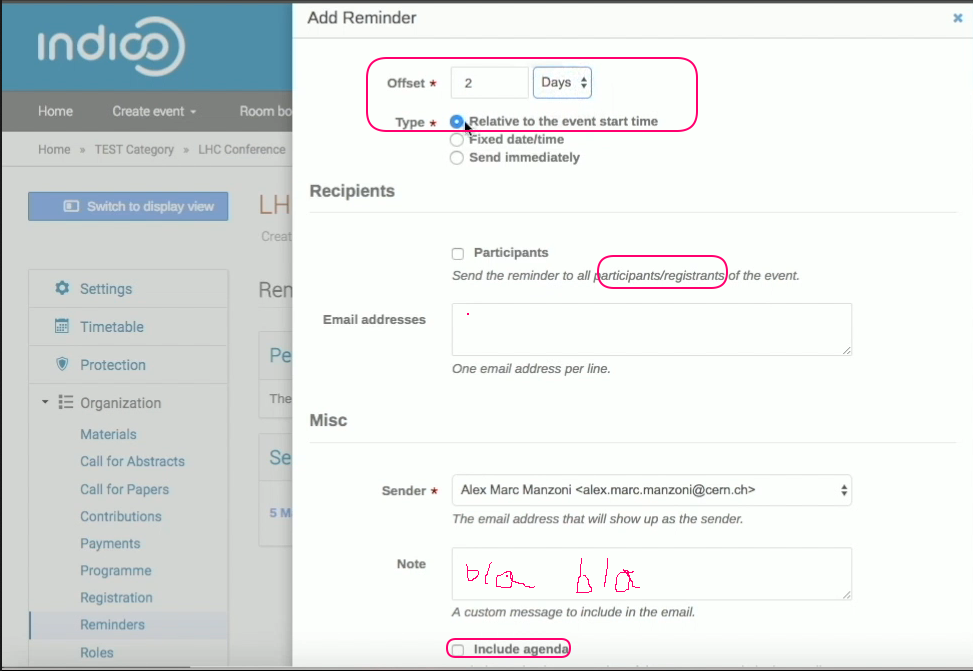 indico
Add Reminder
×
Home Create event Room bo
Home » TEST Category » LHC Conference
Switch to display view
LH
Creat
Settings
Timetable
Protection
Organization
Materials
Call for Abstracts
Call for Papers
Contributions
Payments
Programme
Registration
Reminders
Roles
Rem
Pe
The
Se
5 M
Offset * 2 Days
Type * Relative to the event start time
Fixed date/time
Send immediately
Recipients
Participants
Send the reminder to all participants/registrants of the event.
Email addresses
One email address per line.
Misc
Sender * Alex Marc Manzoni <alex.marc.manzoni@cern.ch>
The email address that will show up as the sender.
Note bla bla
A custom message to include in the email.
Include agenda